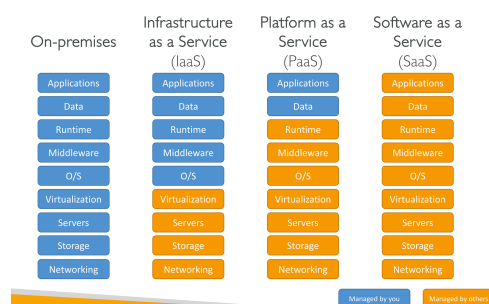 On-premises
Infrastructure
as a Service
(IaaS)
Platform as a
Service
(PaaS)
Software as a
Service
(SaaS)
Applications
Data
Runtime
Middleware
O/S
Virtualization
Servers
Storage
Networking
Applications
Data
Runtime
Middleware
O/S
Virtualization
Servers
Storage
Networking
Applications
Data
Runtime
Middleware
O/S
Virtualization
Servers
Storage
Networking
Applications
Data
Runtime
Middleware
O/S
Virtualization
Servers
Storage
Networking
Managed by you
Managed by others